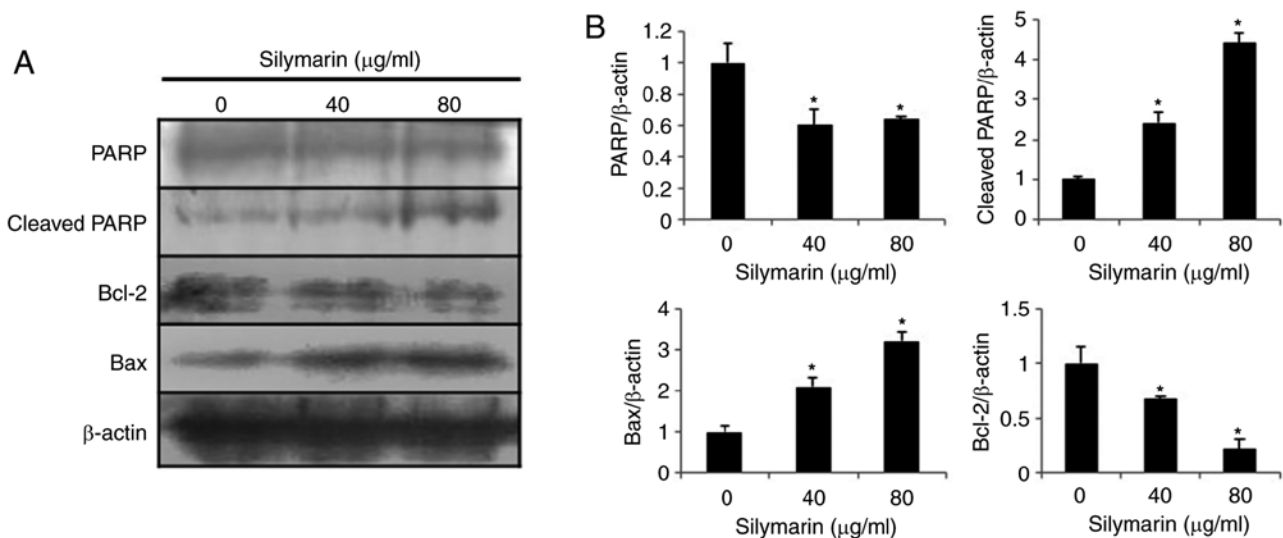 A
Silymarin (μg/ml)
0 40 80
PARP
Cleaved PARP
Bcl-2
Bax
β-actin
B
PARP/β-actin
1.2
1
0.8
0.6
0.4
0.2
0
* *
0 40 80
Silymarin (μg/ml)
Cleaved PARP/β-actin
5
4
3
2
1
0
* *
0 40 80
Silymarin (μg/ml)
Bax/β-actin
4
3
2
1
0
* *
0 40 80
Silymarin (μg/ml)
Bcl-2/β-actin
1.5
1
0.5
0
* *
0 40 80
Silymarin (μg/ml)